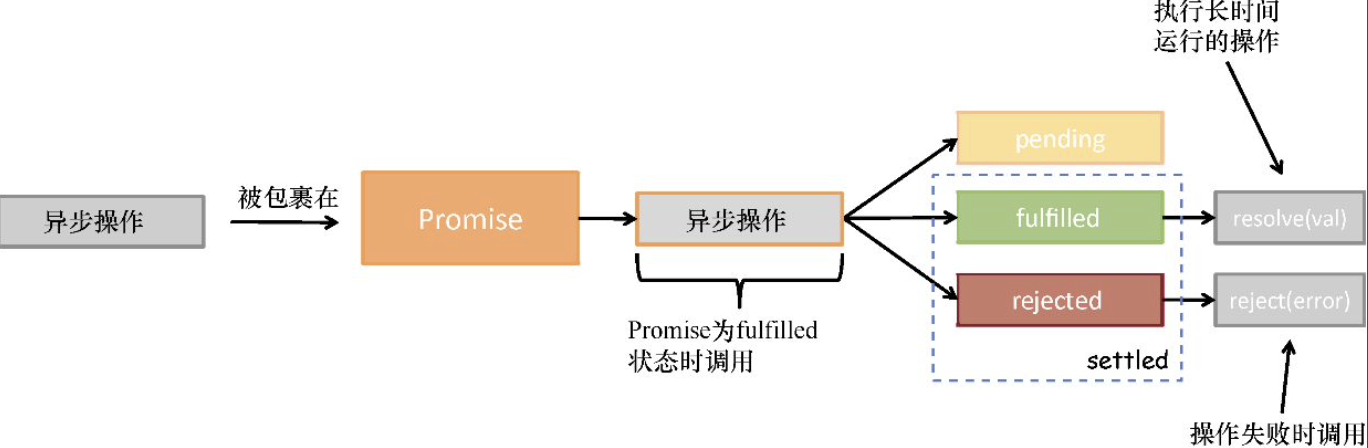 执行长时间
运行的操作
pending
异步操作
被包裹在
Promise
异步操作
fulfilled
resolve(val)
rejected
reject(error)
Promise为fulfilled
状态时调用
settled
操作失败时调用